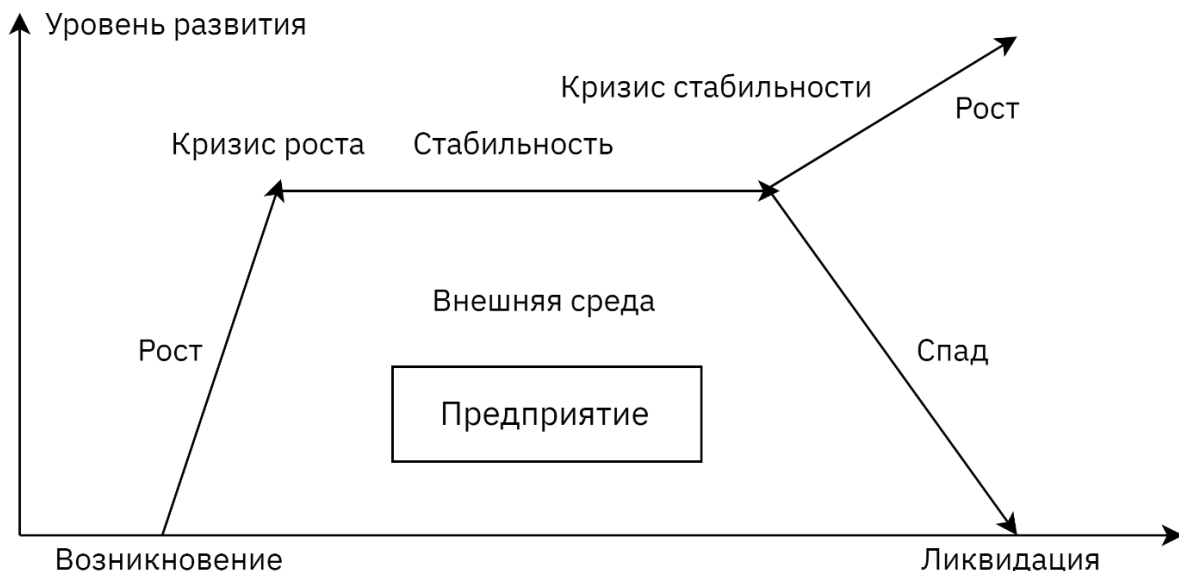 Уровень развития
Кризис стабильности
Рост
Кризис роста
Стабильность
Внешняя среда
Рост
Спад
Предприятие
Возникновение
Ликвидация